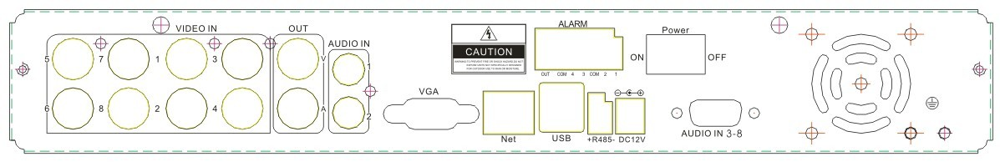 VIDEO IN
OUT
AUDIO IN
5 7 1 3 V 1
6 8 2 4 A 2
VGA
CAUTION
ALARM
OUT COM 4 3 COM 2 1
Power
ON OFF
Net
USB
+R485-
DC12V
AUDIO IN 3-8